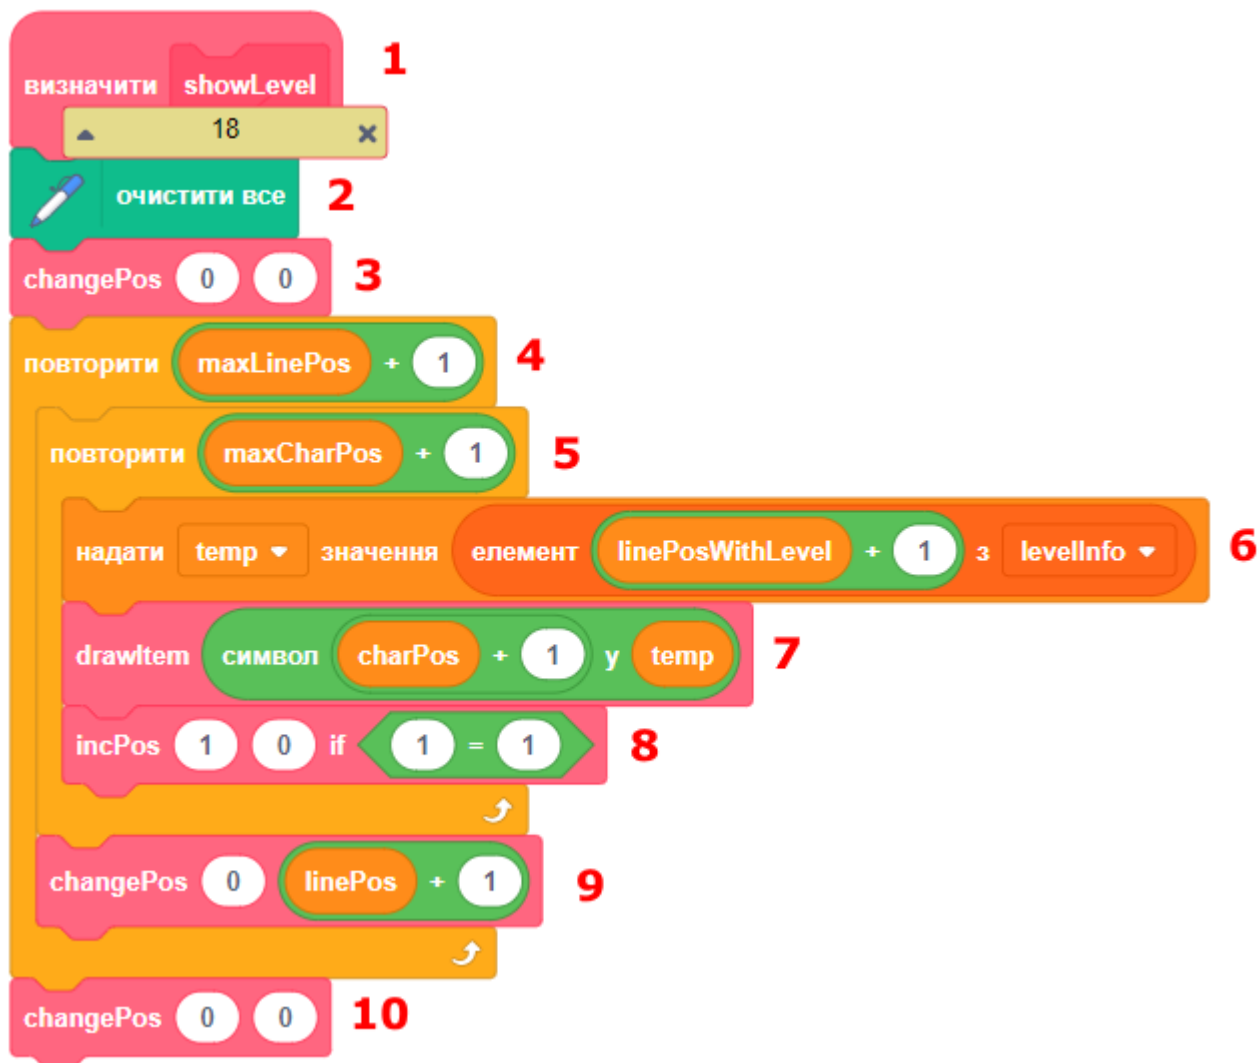 визначити showLevel 1
18
очистити все 2
changePos 0 0 3
повторити maxLinePos + 1 4
повторити maxCharPos + 1 5
надати temp значення елемент linePosWithLevel + 1 з levelInfo 6
drawItem символ charPos + 1 у temp 7
incPos 1 0 if 1 = 1 8
changePos 0 linePos + 1 9
changePos 0 0 10